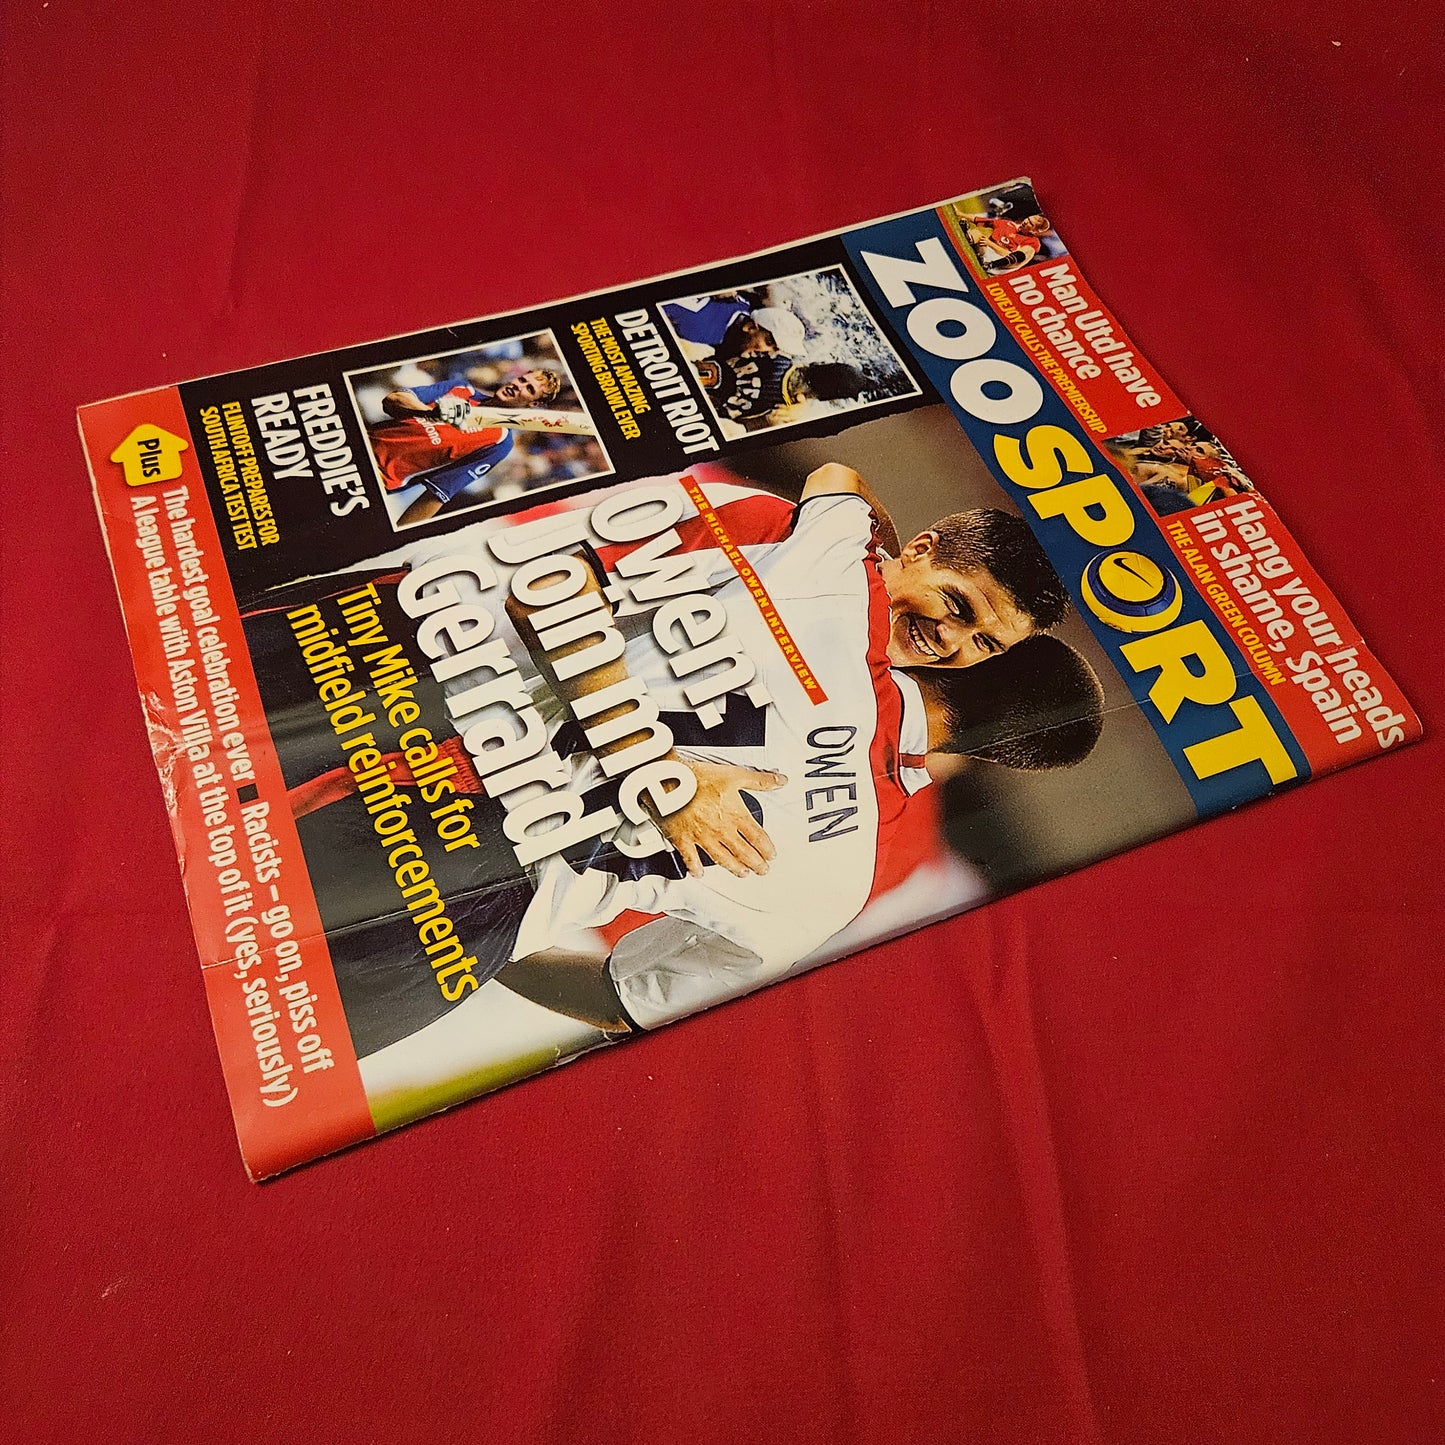 Man Utd have
no chance
LOVEJOY CALLS THE PREMIERSHIP
Hang your heads
in shame, Spain
THE ALAN GREEN COLUMN
ZOO SPORT
DETROIT RIOT
THE MOST AMAZING
SPORTING BRAWL EVER
FREDDIE'S
READY
FLINTOFF PREPARES FOR
SOUTH AFRICA TEST TEST
THE MICHAEL OWEN INTERVIEW
OWEN
Owen:
'Join me,
Gerrard'
Tiny Mike calls for
midfield reinforcements
Plus
The hardest goal celebration ever ■ Racists – go on, piss off
A league table with Aston Villa at the top of it (yes, seriously)